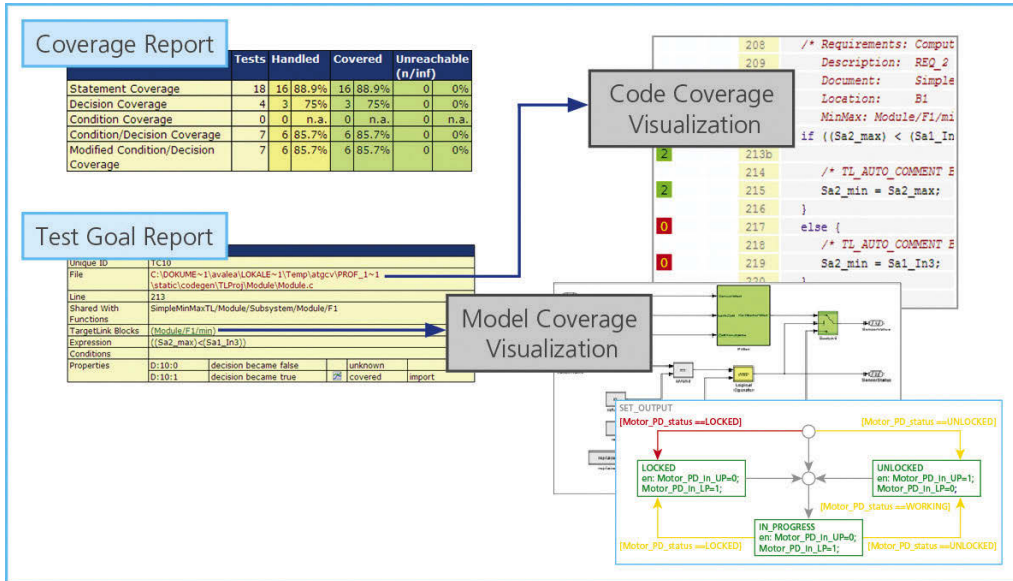 Coverage Report
Tests Handled Covered Unreachable
(n/inf)
Statement Coverage 18 16 88.9% 16 88.9% 0 0%
Decision Coverage 4 3 75% 3 75% 0 0%
Condition Coverage 0 0 n.a. 0 n.a. 0 0%
Condition/Decision Coverage 7 6 85.7% 6 85.7% 0 0%
Modified Condition/Decision 7 6 85.7% 6 85.7% 0 0%
Coverage
Test Goal Report
Unique ID TC10
File C:\DOKUME~1\avalea\LOKALE~1\Temp\atgcv\PROF_1~1
\static\codegen\TLProj\Module\Module.c
Line 213
Shared With SimpleMinMaxTL/Module/Subsystem/Module/F1
Functions
TargetLink Blocks (Module/F1/min)
Expression ((Sa2_max)<(Sa1_In3))
Conditions
Properties D:10:0 decision became false unknown
D:10:1 decision became true covered import
Code Coverage
Visualization
208 /* Requirements: Comput
209 Description: REQ_2
Document: Simple
Location: B1
MinMax: Module/F1/mi
if ((Sa2_max) < (Sa1_In
2 213b
214 /* TL_AUTO_COMMENT B
2 215 Sa2_min = Sa2_max;
216 }
0 217 else {
218 /* TL_AUTO_COMMENT B
0 219 Sa2_min = Sa1_In3;
220 }
Model Coverage
Visualization
SET_OUTPUT
[Motor_PD_status ==LOCKED] [Motor_PD_status ==UNLOCKED]
LOCKED
en: Motor_PD_in_UP=0;
Motor_PD_in_LP=1;
UNLOCKED
en: Motor_PD_in_UP=1;
Motor_PD_in_LP=0;
[Motor_PD_status ==WORKING]
IN_PROGRESS
en: Motor_PD_in_UP=0;
Motor_PD_in_LP=1;
[Motor_PD_status ==LOCKED] [Motor_PD_status ==UNLOCKED]